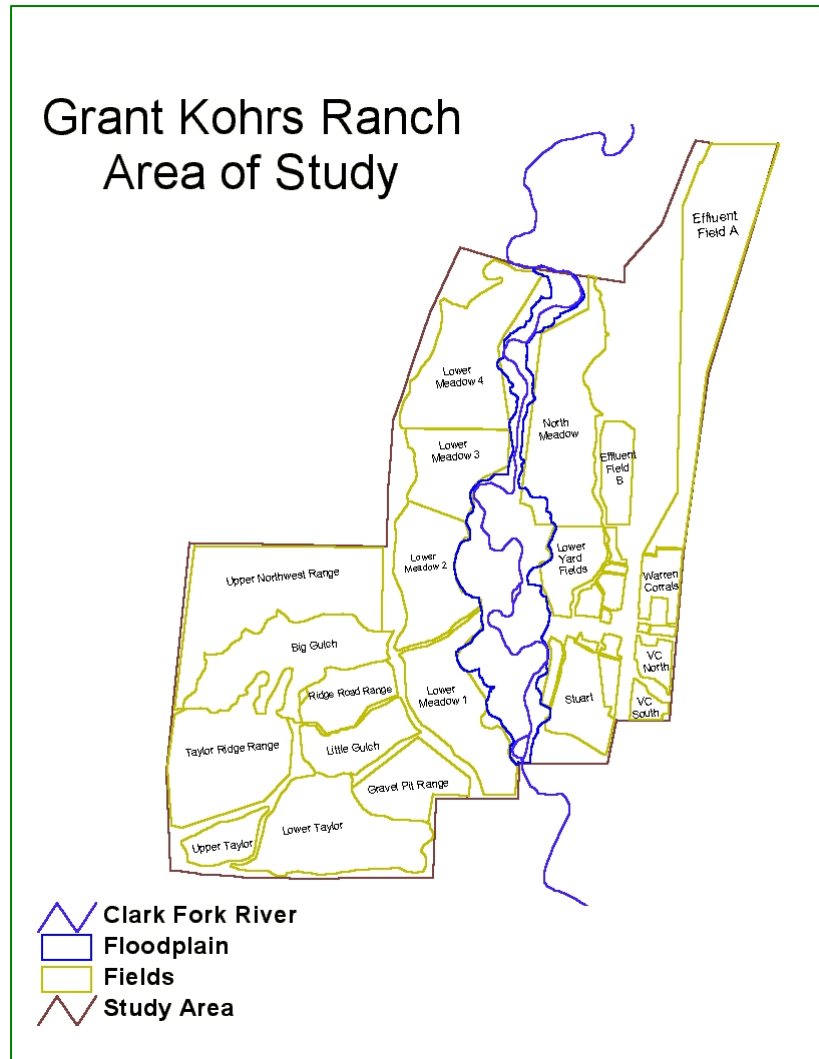 Grant Kohrs Ranch
Area of Study
Effluent
Field A
Lower
Meadow 4
North
Meadow
Lower
Meadow 3
Effluent
Field
B
Lower
Meadow 2
Lower
Yard
Fields
Warren
Corrals
Upper Northwest Range
Big Gulch
VC
North
Ridge Road Range
Lower
Meadow 1
Stuart
VC
South
Taylor Ridge Range
Little Gulch
Gravel Pit Range
Lower Taylor
Upper Taylor
Clark Fork River
Floodplain
Fields
Study Area